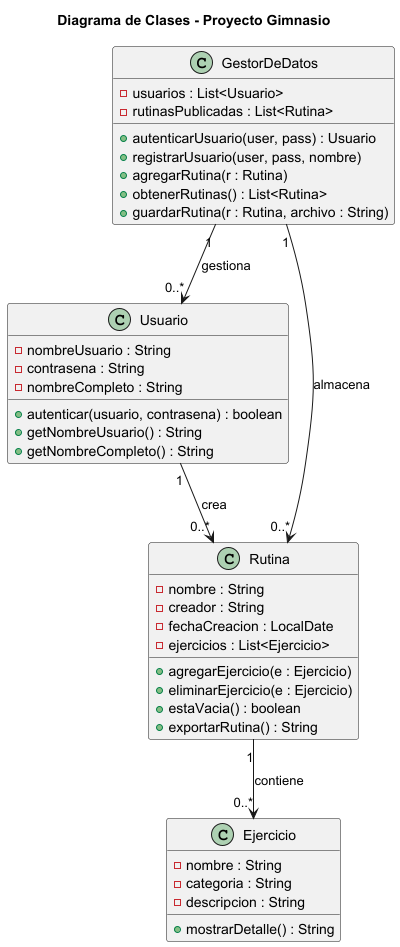 Diagrama de Clases - Proyecto Gimnasio
C GestorDeDatos
usuarios : List<Usuario>
rutinasPublicadas : List<Rutina>
autenticarUsuario(user, pass) : Usuario
registrarUsuario(user, pass, nombre)
agregarRutina(r : Rutina)
obtenerRutinas() : List<Rutina>
guardarRutina(r : Rutina, archivo : String)
1 1
gestiona
0..*
C Usuario
nombreUsuario : String
contrasena : String
nombreCompleto : String
autenticar(usuario, contrasena) : boolean
getNombreUsuario() : String
getNombreCompleto() : String
almacena
1
crea
0..* 0..*
C Rutina
nombre : String
creador : String
fechaCreacion : LocalDate
ejercicios : List<Ejercicio>
agregarEjercicio(e : Ejercicio)
eliminarEjercicio(e : Ejercicio)
estaVacia() : boolean
exportarRutina() : String
1
contiene
0..*
C Ejercicio
nombre : String
categoria : String
descripcion : String
mostrarDetalle() : String